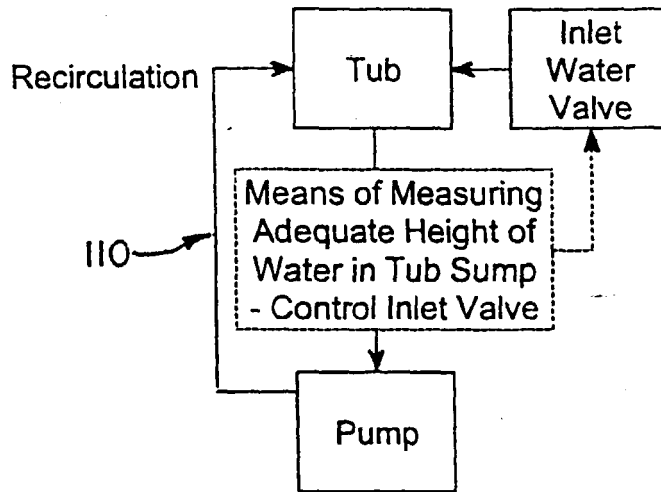 Recirculation
Tub
Inlet
Water
Valve
Means of Measuring
Adequate Height of
Water in Tub Sump
- Control Inlet Valve
110
Pump